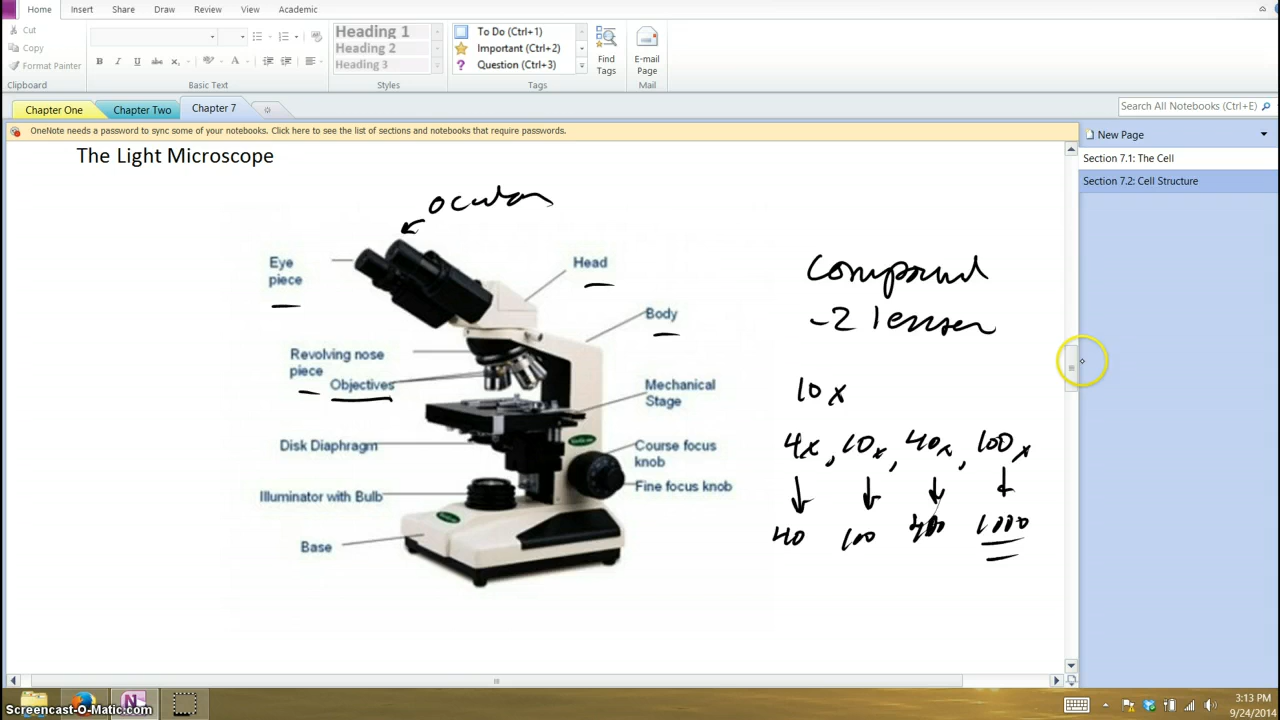 Home Insert Share Draw Review View Academic
Cut
Copy
Format Painter
Clipboard
B I U abc x₂ A
Basic Text
Heading 1
Heading 2
Heading 3
Styles
To Do (Ctrl+1)
Important (Ctrl+2)
? Question (Ctrl+3)
Tags
Find
Tags
E-mail
Page
Mail
Chapter One Chapter Two Chapter 7
Search All Notebooks (Ctrl+E)
OneNote needs a password to sync some of your notebooks. Click here to see the list of sections and notebooks that require passwords.
New Page
Section 7.1: The Cell
Section 7.2: Cell Structure
The Light Microscope
ocular
Eye
piece
Head
Body
Revolving nose
piece
Objectives
Mechanical
Stage
Disk Diaphragm
Course focus
knob
Illuminator with Bulb
Fine focus knob
Base
Compound
-2 lenses
10x
4x, 10x, 40x, 100x
40 100 400 1000
Screencast-O-Matic.com
3:13 PM
9/24/2014